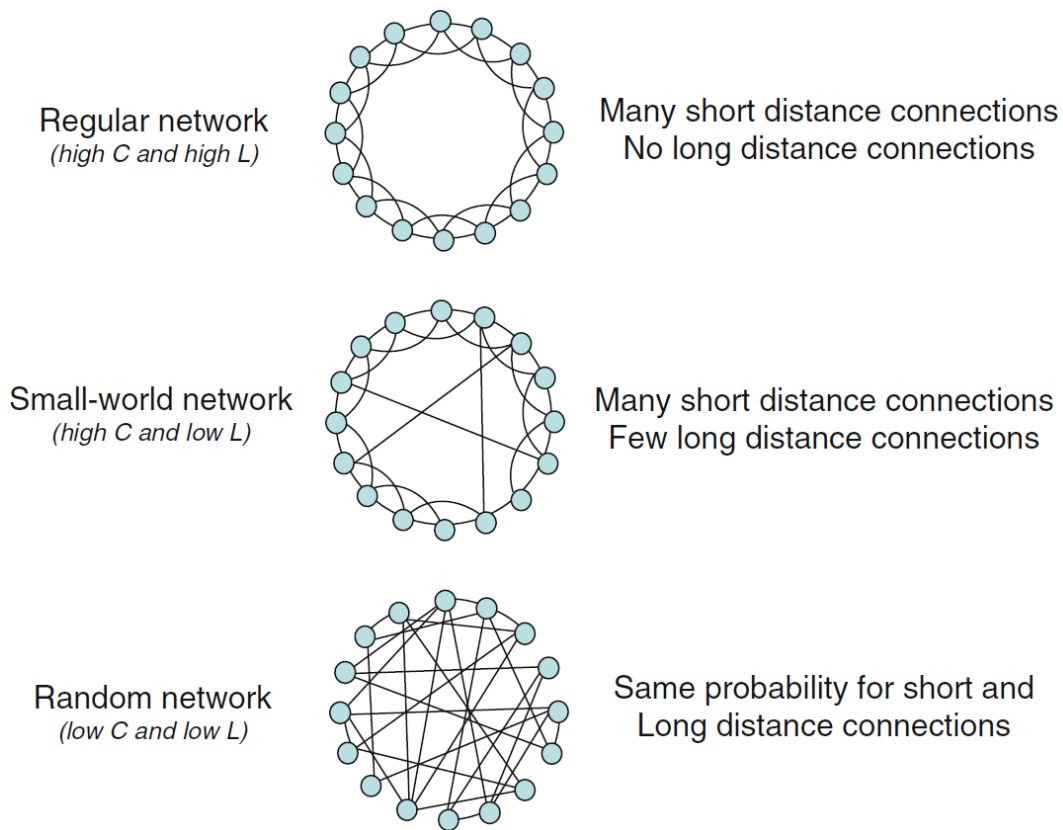 Regular network
(high C and high L)
Many short distance connections
No long distance connections
Small-world network
(high C and low L)
Many short distance connections
Few long distance connections
Random network
(low C and low L)
Same probability for short and
Long distance connections